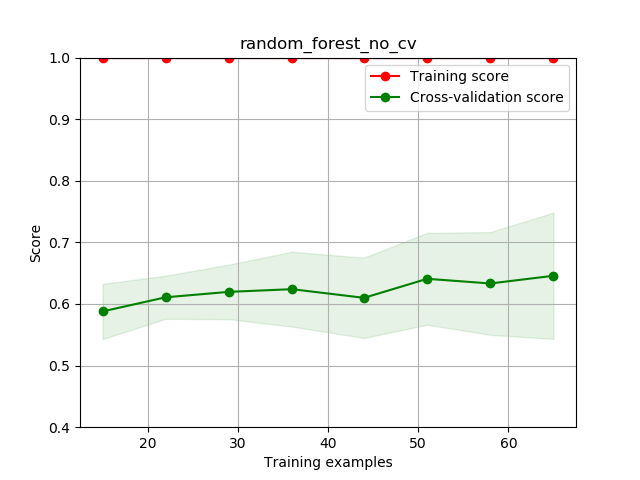 random_forest_no_cv
1.0
0.9
0.8
0.7
0.6
0.5
0.4
Score
Training score
Cross-validation score
20 30 40 50 60
Training examples